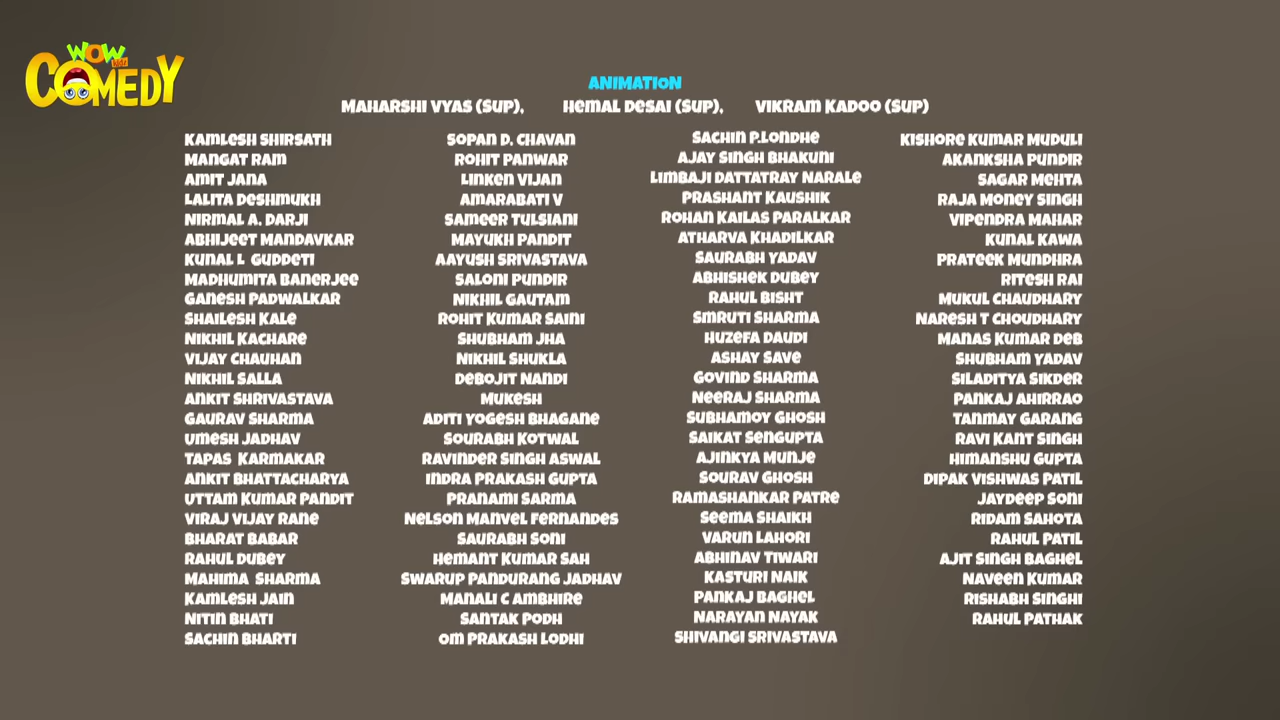 WOW
COMEDY
ANIMATION
MAHARSHI VYAS (SUP), HEMAL DESAI (SUP), VIKRAM KADOO (SUP)
KAMLESH SHIRSATH
MANGAT RAM
AMIT JANA
LALITA DESHMUKH
NIRMAL A. DARJI
ABHIJEET MANDAVKAR
KUNAL L GUDDETI
MADHUMITA BANERJEE
GANESH PADWALKAR
SHAILESH KALE
NIKHIL KACHARE
VIJAY CHAUHAN
NIKHIL SALLA
ANKIT SHRIVASTAVA
GAURAV SHARMA
UMESH JADHAV
TAPAS KARMAKAR
ANKIT BHATTACHARYA
UTTAM KUMAR PANDIT
VIRAJ VIJAY RANE
BHARAT BABAR
RAHUL DUBEY
MAHIMA SHARMA
KAMLESH JAIN
NITIN BHATI
SACHIN BHARTI
SOPAN D. CHAVAN
ROHIT PANWAR
LINKEN VIJAN
AMARABATI V
SAMEER TULSIANI
MAYUKH PANDIT
AAYUSH SRIVASTAVA
SALONI PUNDIR
NIKHIL GAUTAM
ROHIT KUMAR SAINI
SHUBHAM JHA
NIKHIL SHUKLA
DEBOJIT NANDI
MUKESH
ADITI YOGESH BHAGANE
SOURABH KOTWAL
RAVINDER SINGH ASWAL
INDRA PRAKASH GUPTA
PRANAMI SARMA
NELSON MANVEL FERNANDES
SAURABH SONI
HEMANT KUMAR SAH
SWARUP PANDURANG JADHAV
MANALI C AMBHIRE
SANTAK PODH
OM PRAKASH LODHI
SACHIN P.LONDHE
AJAY SINGH BHAKUNI
LIMBAJI DATTATRAY NARALE
PRASHANT KAUSHIK
ROHAN KAILAS PARALKAR
ATHARVA KHADILKAR
SAURABH YADAV
ABHISHEK DUBEY
RAHUL BISHT
SMRUTI SHARMA
HUZEFA DAUDI
ASHAY SAVE
GOVIND SHARMA
NEERAJ SHARMA
SUBHAMOY GHOSH
SAIKAT SENGUPTA
AJINKYA MUNJE
SOURAV GHOSH
RAMASHANKAR PATRE
SEEMA SHAIKH
VARUN LAHORI
ABHINAV TIWARI
KASTURI NAIK
PANKAJ BAGHEL
NARAYAN NAYAK
SHIVANGI SRIVASTAVA
KISHORE KUMAR MUDULI
AKANKSHA PUNDIR
SAGAR MEHTA
RAJA MONEY SINGH
VIPENDRA MAHAR
KUNAL KAWA
PRATEEK MUNDHRA
RITESH RAI
MUKUL CHAUDHARY
NARESH T CHOUDHARY
MANAS KUMAR DEB
SHUBHAM YADAV
SILADITYA SIKDER
PANKAJ AHIRRAO
TANMAY GARANG
RAVI KANT SINGH
HIMANSHU GUPTA
DIPAK VISHWAS PATIL
JAYDEEP SONI
RIDAM SAHOTA
RAHUL PATIL
AJIT SINGH BAGHEL
NAVEEN KUMAR
RISHABH SINGHI
RAHUL PATHAK